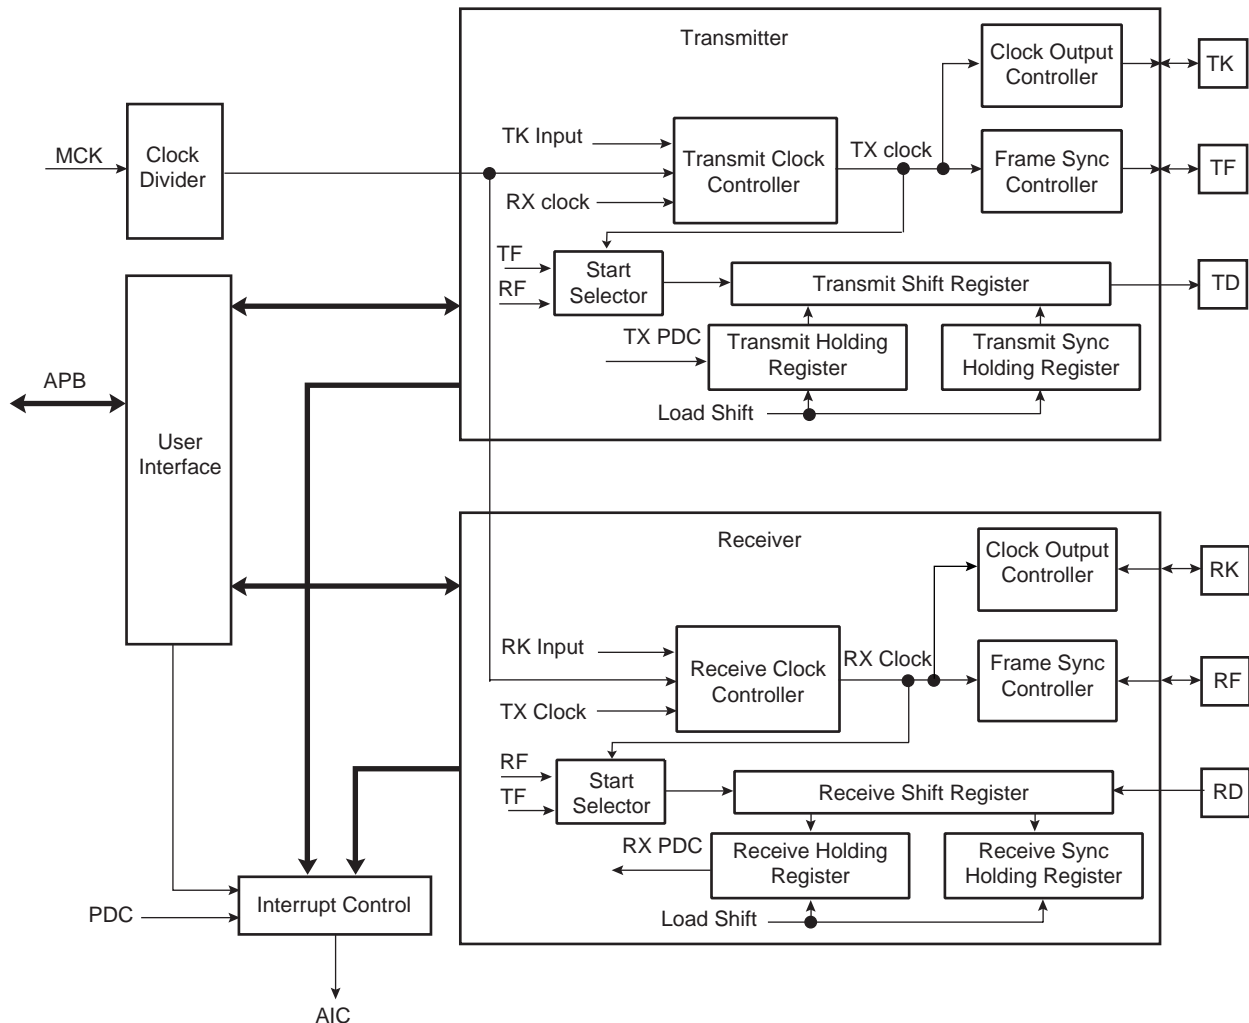 Transmitter
Clock Output
Controller
TK
MCK
Clock
Divider
TK Input
RX clock
Transmit Clock
Controller
TX clock
Frame Sync
Controller
TF
TF
RF
Start
Selector
Transmit Shift Register
TD
TX PDC
Transmit Holding
Register
Transmit Sync
Holding Register
Load Shift
APB
User
Interface
Receiver
Clock Output
Controller
RK
RK Input
TX Clock
Receive Clock
Controller
RX Clock
Frame Sync
Controller
RF
RF
TF
Start
Selector
Receive Shift Register
RD
RX PDC
Receive Holding
Register
Receive Sync
Holding Register
Load Shift
PDC
Interrupt Control
AIC